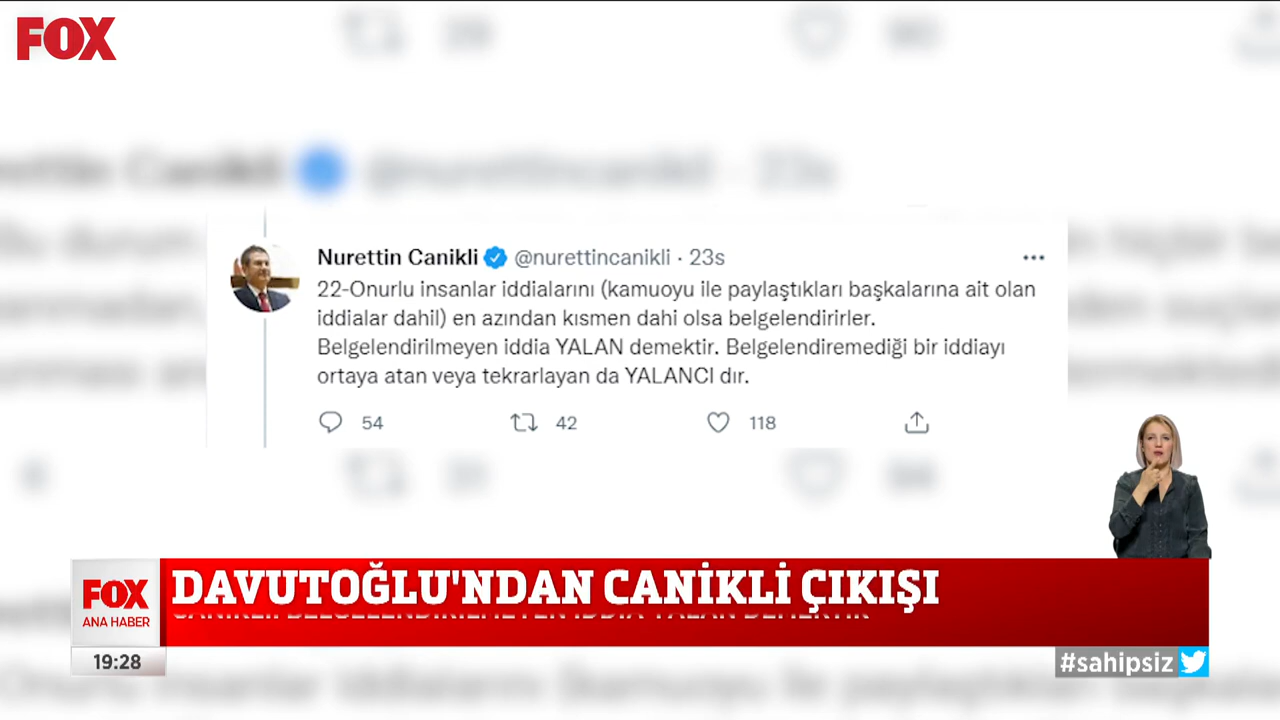 FOX
Nurettin Canikli @nurettincanikli · 23s
22-Onurlu insanlar iddialarını (kamuoyu ile paylaştıkları başkalarına ait olan
iddialar dahil) en azından kısmen dahi olsa belgelendirirler.
Belgelendirilmeyen iddia YALAN demektir. Belgelendiremediği bir iddiayı
ortaya atan veya tekrarlayan da YALANCI dır.
54 42 118
FOX
ANA HABER
DAVUTOĞLU'NDAN CANİKLİ ÇIKIŞI
19:28
#sahipsiz